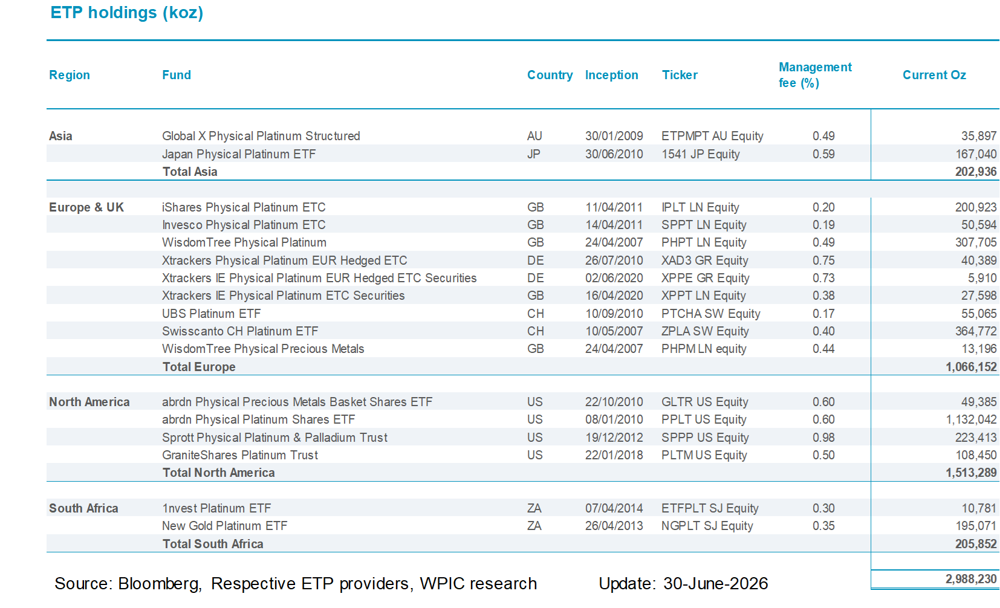 ETP holdings (koz)
Region Fund Country Inception Ticker Management fee (%) Current Oz
Asia Global X Physical Platinum Structured AU 30/01/2009 ETPMPT AU Equity 0.49 35,897
Japan Physical Platinum ETF JP 30/06/2010 1541 JP Equity 0.59 167,040
Total Asia 202,936
Europe & UK iShares Physical Platinum ETC GB 11/04/2011 IPLT LN Equity 0.20 200,923
Invesco Physical Platinum ETC GB 14/04/2011 SPPT LN Equity 0.19 50,594
WisdomTree Physical Platinum GB 24/04/2007 PHPT LN Equity 0.49 307,705
Xtrackers Physical Platinum EUR Hedged ETC DE 26/07/2010 XAD3 GR Equity 0.75 40,389
Xtrackers IE Physical Platinum EUR Hedged ETC Securities DE 02/06/2020 XPPE GR Equity 0.73 5,910
Xtrackers IE Physical Platinum ETC Securities GB 16/04/2020 XPPT LN Equity 0.38 27,598
UBS Platinum ETF CH 10/09/2010 PTCHA SW Equity 0.17 55,065
Swisscanto CH Platinum ETF CH 10/05/2007 ZPLA SW Equity 0.40 364,772
WisdomTree Physical Precious Metals GB 24/04/2007 PHPM LN equity 0.44 13,196
Total Europe 1,066,152
North America abrdn Physical Precious Metals Basket Shares ETF US 22/10/2010 GLTR US Equity 0.60 49,385
abrdn Physical Platinum Shares ETF US 08/01/2010 PPLT US Equity 0.60 1,132,042
Sprott Physical Platinum & Palladium Trust US 19/12/2012 SPPP US Equity 0.98 223,413
GraniteShares Platinum Trust US 22/01/2018 PLTM US Equity 0.50 108,450
Total North America 1,513,289
South Africa 1nvest Platinum ETF ZA 07/04/2014 ETFPLT SJ Equity 0.30 10,781
New Gold Platinum ETF ZA 26/04/2013 NGPLT SJ Equity 0.35 195,071
Total South Africa 205,852
2,988,230
Source: Bloomberg, Respective ETP providers, WPIC research Update: 30-June-2026